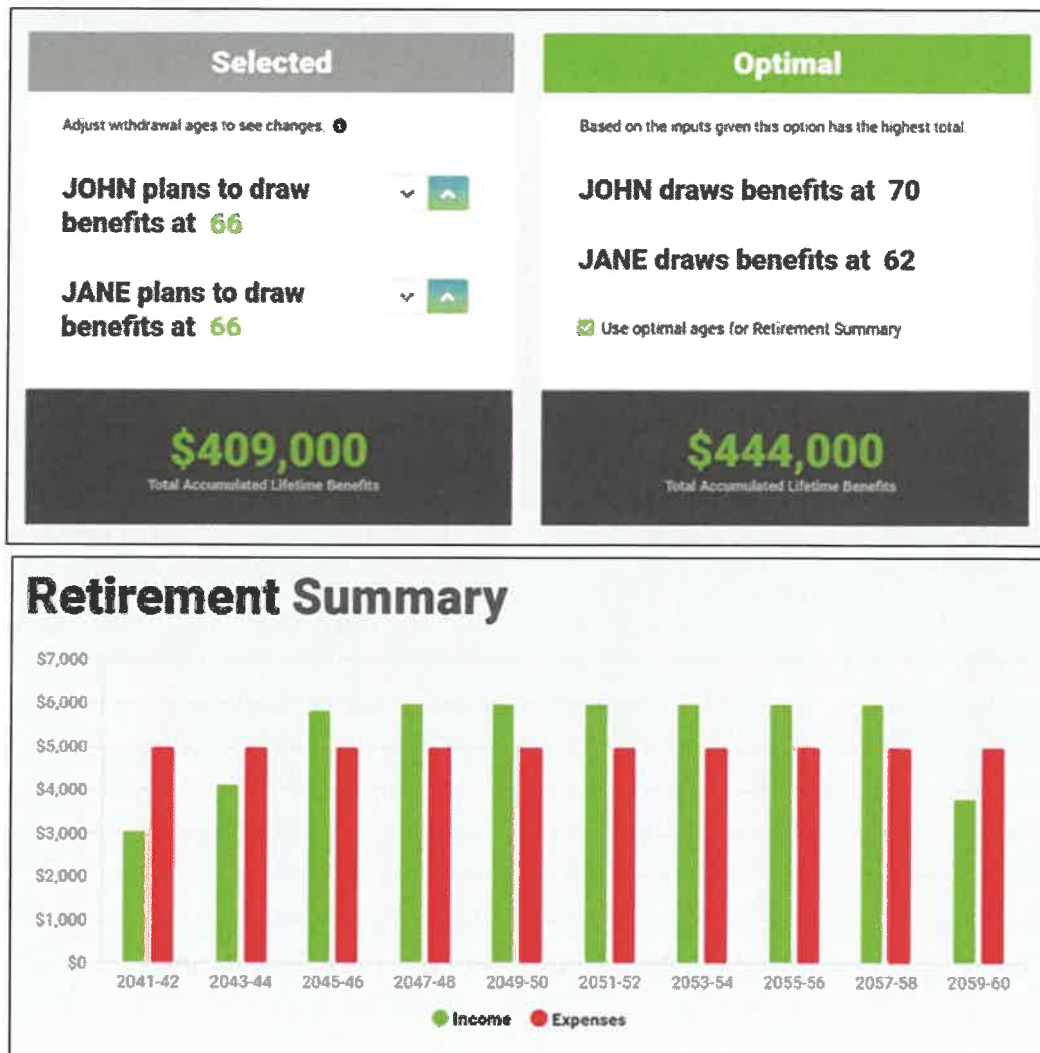 Selected
Adjust withdrawal ages to see changes.
JOHN plans to draw
benefits at 66
JANE plans to draw
benefits at 66
$409,000
Total Accumulated Lifetime Benefits
Optimal
Based on the inputs given this option has the highest total.
JOHN draws benefits at 70
JANE draws benefits at 62
Use optimal ages for Retirement Summary
$444,000
Total Accumulated Lifetime Benefits
Retirement Summary
$7,000
$6,000
$5,000
$4,000
$3,000
$2,000
$1,000
$0
2041-42 2043-44 2045-46 2047-48 2049-50 2051-52 2053-54 2055-56 2057-58 2059-60
Income Expenses